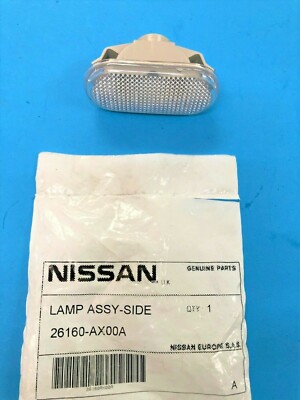 NISSAN
GENUINE PARTS
LAMP ASSY-SIDE QTY 1
26160-AX00A
NISSAN EUROPE S.A.S
A